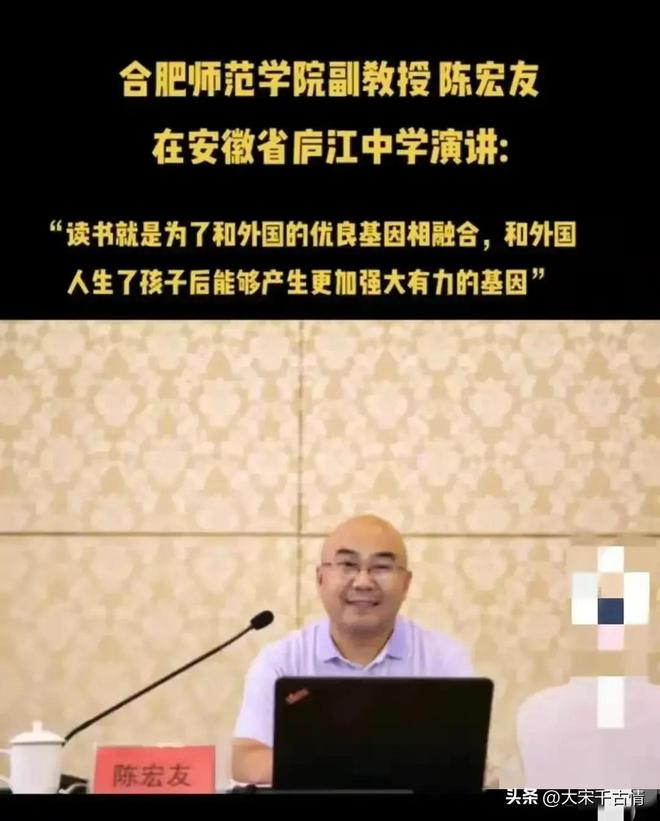 合肥师范学院副教授 陈宏友
在安徽省庐江中学演讲:
“读书就是为了和外国的优良基因相融合，和外国
人生了孩子后能够产生更加强大有力的基因”
陈宏友
头条 @大宋千古情